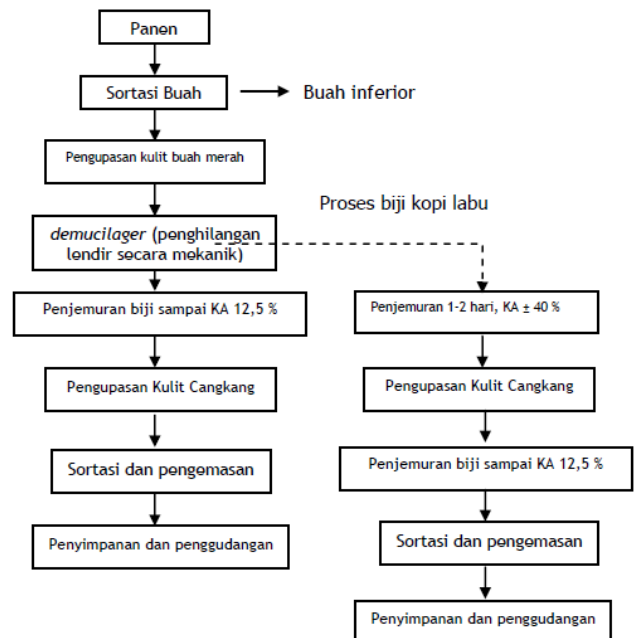 Panen
Sortasi Buah
Buah inferior
Pengupasan kulit buah merah
Proses biji kopi labu
demucilager (penghilangan
lendir secara mekanik)
Penjemuran biji sampai KA 12,5 %
Pengupasan Kulit Cangkang
Sortasi dan pengemasan
Penyimpanan dan penggudangan
Penjemuran 1-2 hari, KA ± 40 %
Pengupasan Kulit Cangkang
Penjemuran biji sampai KA 12,5 %
Sortasi dan pengemasan
Penyimpanan dan penggudangan